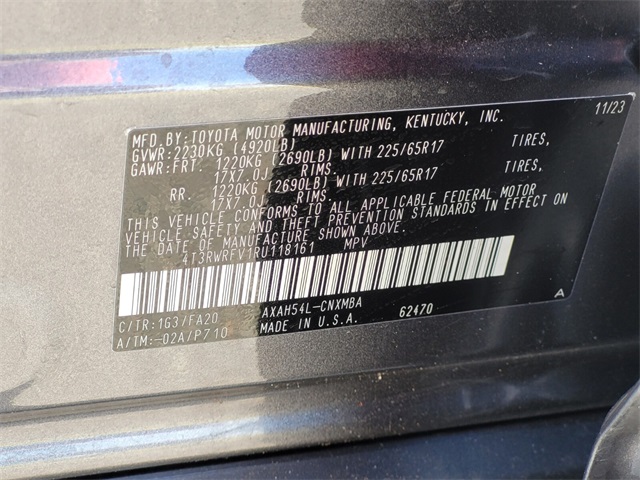 11/23
MFD.BY:TOYOTA MOTOR MANUFACTURING, KENTUCKY, INC.
GVWR:2230KG (4920LB)
GAWR:FRT. 1220KG (2690LB) WITH 225/65R17 TIRES,
17X7.0J RIMS.
RR. 1220KG (2690LB) WITH 225/65R17 TIRES,
17X7.0J RIMS.
THIS VEHICLE CONFORMS TO ALL APPLICABLE FEDERAL MOTOR
VEHICLE SAFETY AND THEFT PREVENTION STANDARDS IN EFFECT ON
THE DATE OF MANUFACTURE SHOWN ABOVE.
4T3RWRFV1RU118161 MPV
C/TR:1G3/FA20 AXAH54L-CNXMBA A
A/TM:-02A/P710 MADE IN U.S.A. 62470